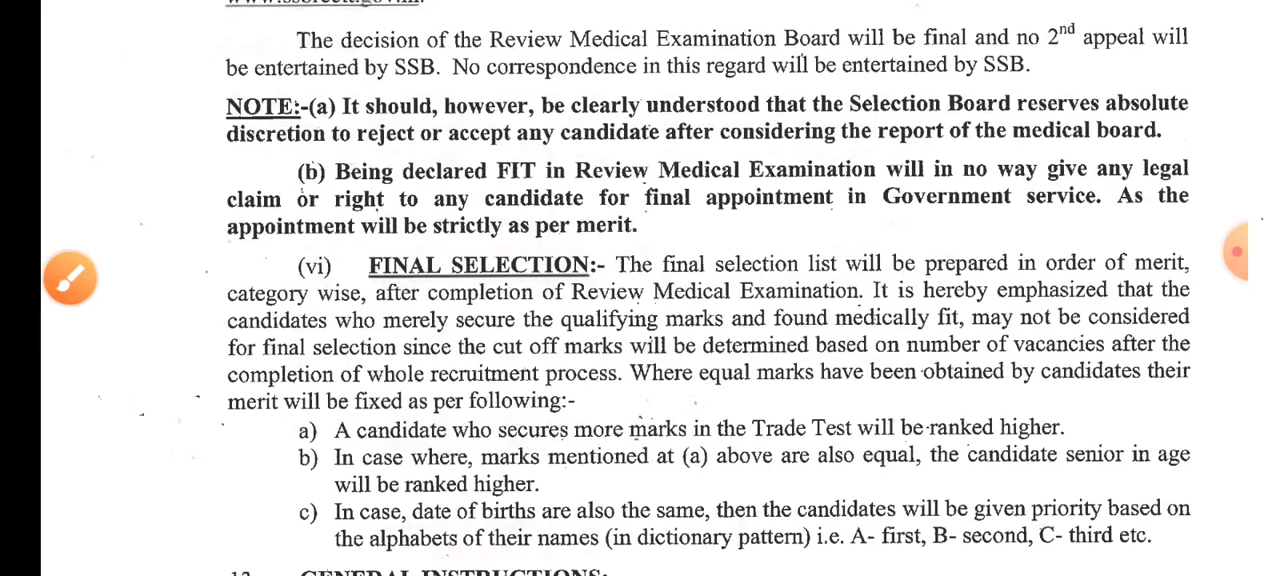 The decision of the Review Medical Examination Board will be final and no 2nd appeal will
be entertained by SSB. No correspondence in this regard will be entertained by SSB.
NOTE:-(a) It should, however, be clearly understood that the Selection Board reserves absolute
discretion to reject or accept any candidate after considering the report of the medical board.
(b) Being declared FIT in Review Medical Examination will in no way give any legal
claim or right to any candidate for final appointment in Government service. As the
appointment will be strictly as per merit.
(vi) FINAL SELECTION:- The final selection list will be prepared in order of merit,
category wise, after completion of Review Medical Examination. It is hereby emphasized that the
candidates who merely secure the qualifying marks and found medically fit, may not be considered
for final selection since the cut off marks will be determined based on number of vacancies after the
completion of whole recruitment process. Where equal marks have been obtained by candidates their
merit will be fixed as per following:-
a) A candidate who secures more marks in the Trade Test will be ranked higher.
b) In case where, marks mentioned at (a) above are also equal, the candidate senior in age
will be ranked higher.
c) In case, date of births are also the same, then the candidates will be given priority based on
the alphabets of their names (in dictionary pattern) i.e. A- first, B- second, C- third etc.
GENERAL INSTRUCTIONS: